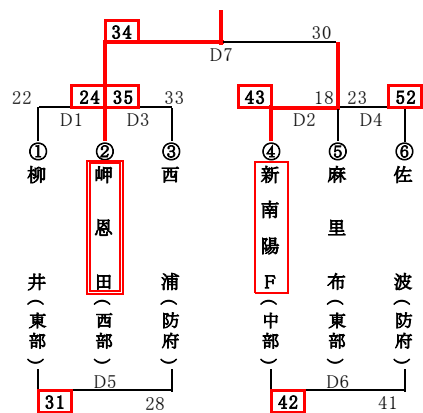 34 30
D7
22 24 35 33 43 18 23 52
D1 D3 D2 D4
① ② ③ ④ ⑤ ⑥
柳井(東部)
岬恩田(西部)
西浦(防府)
新南陽F(中部)
麻里布(東部)
佐波(防府)
D5 D6
31 28 42 41